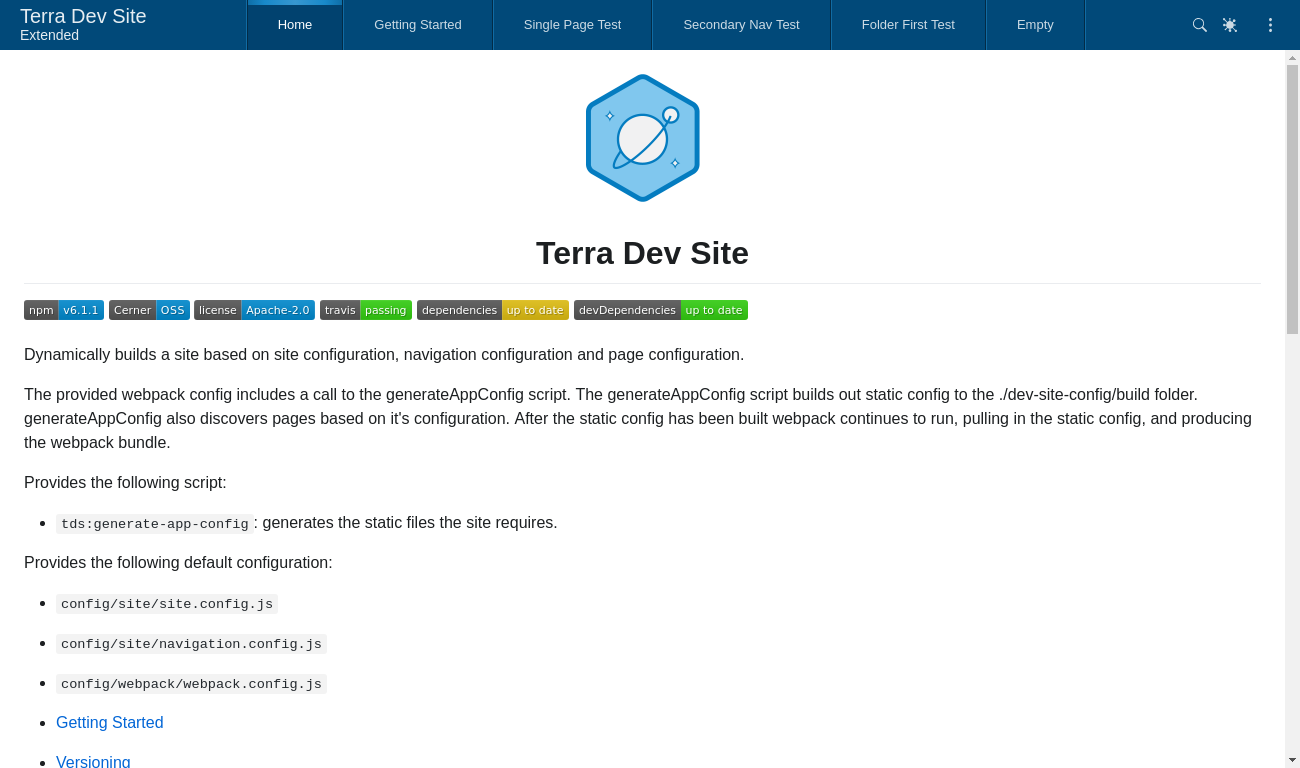 Terra Dev Site
Extended
Home
Getting Started
Single Page Test
Secondary Nav Test
Folder First Test
Empty
Terra Dev Site
npm v6.1.1
Cerner OSS
license Apache-2.0
travis passing
dependencies up to date
devDependencies up to date
Dynamically builds a site based on site configuration, navigation configuration and page configuration.
The provided webpack config includes a call to the generateAppConfig script. The generateAppConfig script builds out static config to the ./dev-site-config/build folder.
generateAppConfig also discovers pages based on it's configuration. After the static config has been built webpack continues to run, pulling in the static config, and producing
the webpack bundle.
Provides the following script:
tds:generate-app-config: generates the static files the site requires.
Provides the following default configuration:
config/site/site.config.js
config/site/navigation.config.js
config/webpack/webpack.config.js
Getting Started
Versioning